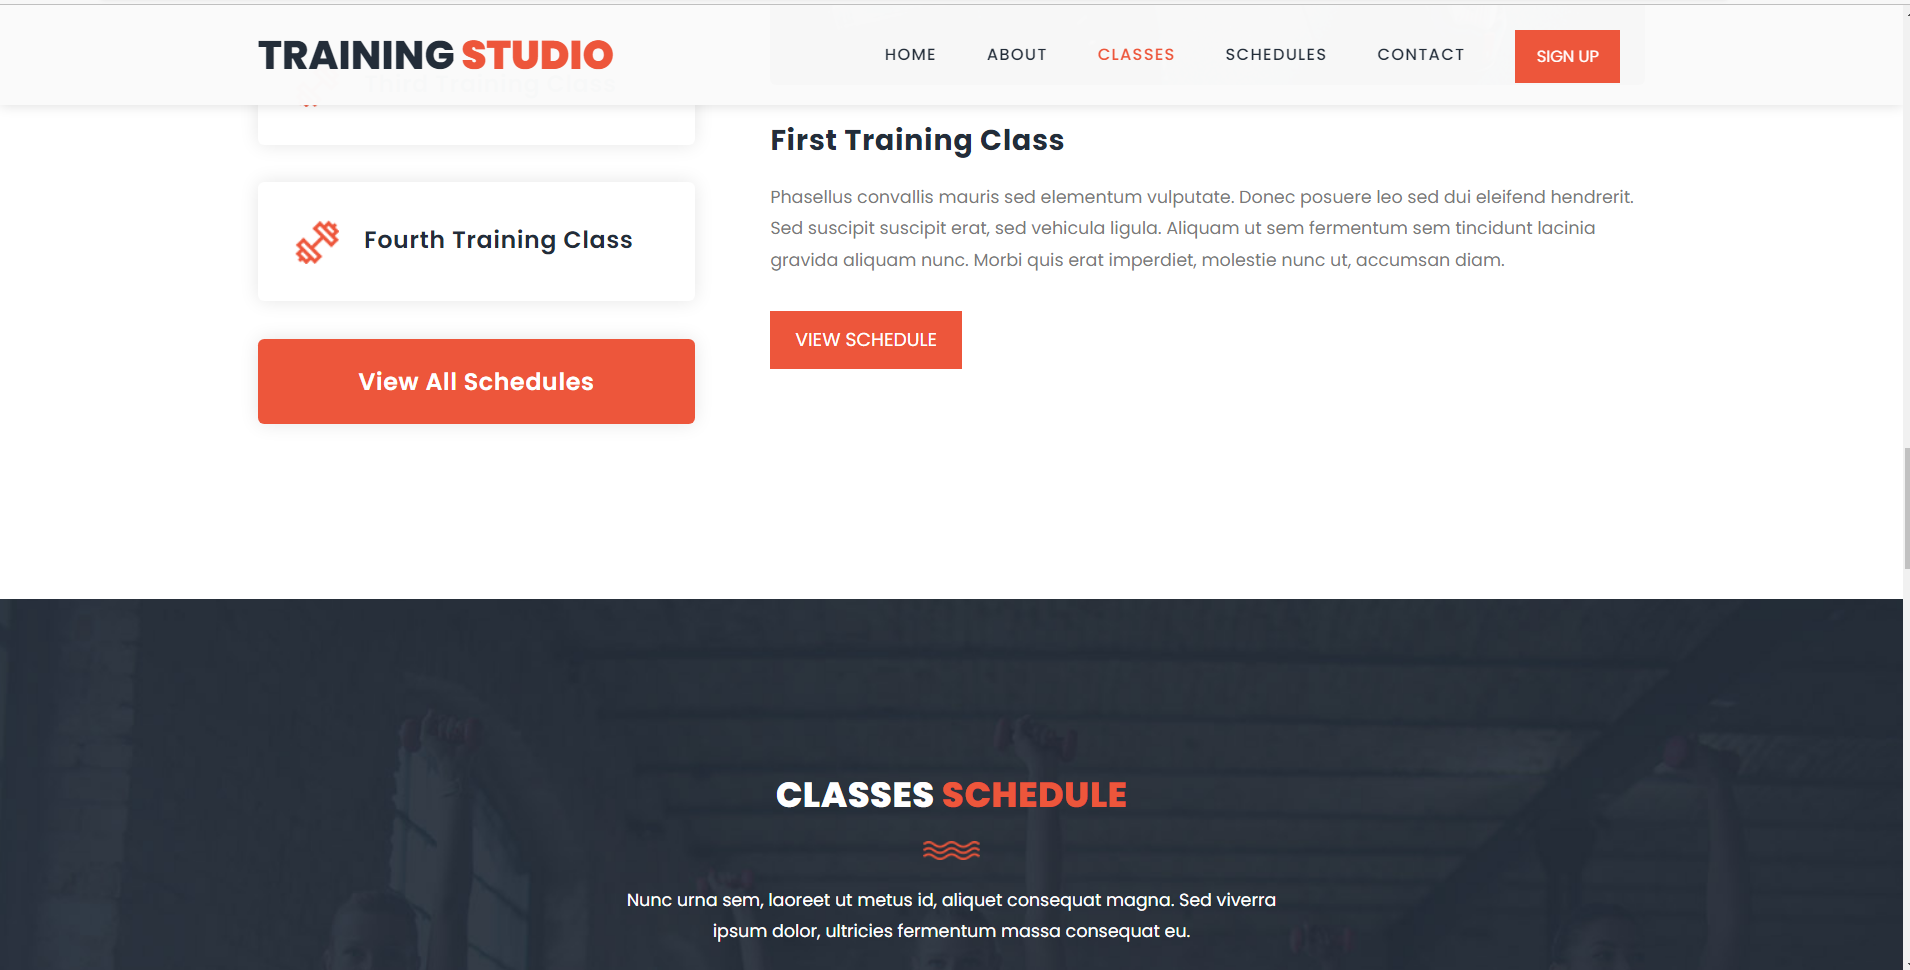 TRAINING STUDIO
HOME
ABOUT
CLASSES
SCHEDULES
CONTACT
SIGN UP
Third Training Class
Fourth Training Class
View All Schedules
First Training Class
Phasellus convallis mauris sed elementum vulputate. Donec posuere leo sed dui eleifend hendrerit.
Sed suscipit suscipit erat, sed vehicula ligula. Aliquam ut sem fermentum sem tincidunt lacinia
gravida aliquam nunc. Morbi quis erat imperdiet, molestie nunc ut, accumsan diam.
VIEW SCHEDULE
CLASSES SCHEDULE
Nunc urna sem, laoreet ut metus id, aliquet consequat magna. Sed viverra
ipsum dolor, ultricies fermentum massa consequat eu.